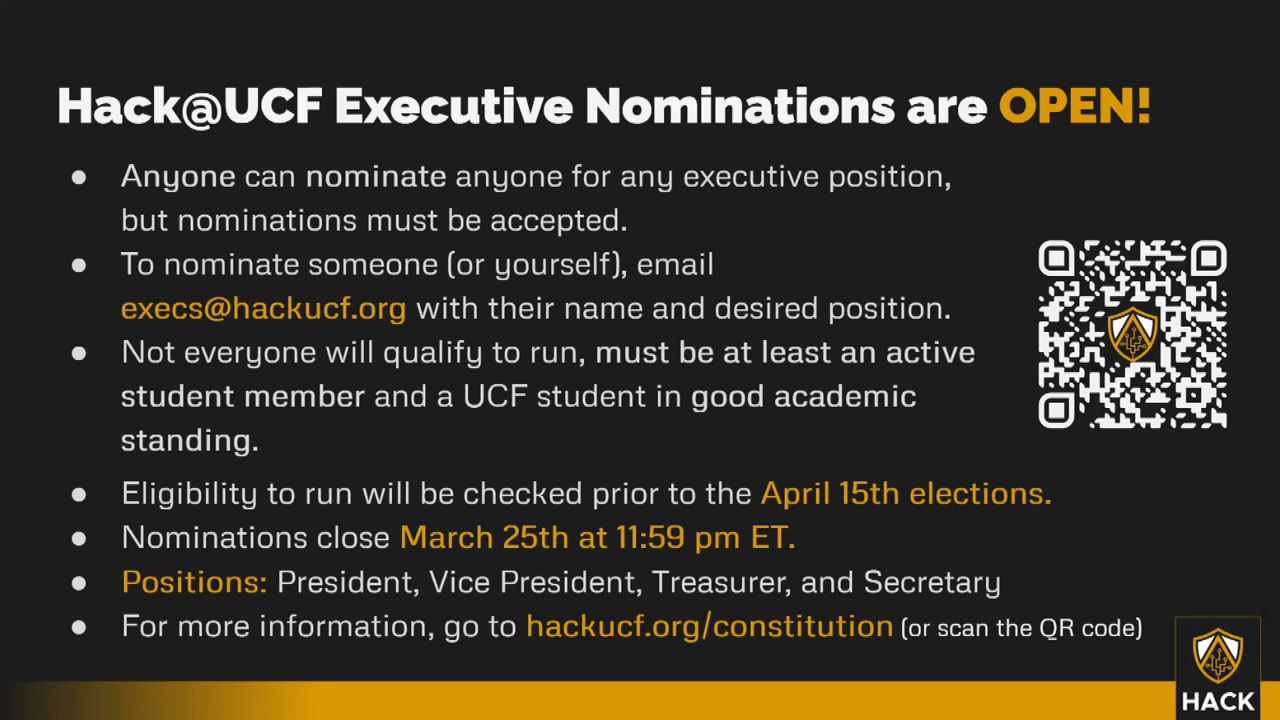 Hack@UCF Executive Nominations are OPEN!
● Anyone can nominate anyone for any executive position,
but nominations must be accepted.
● To nominate someone (or yourself), email
execs@hackucf.org with their name and desired position.
● Not everyone will qualify to run, must be at least an active
student member and a UCF student in good academic
standing.
● Eligibility to run will be checked prior to the April 15th elections.
● Nominations close March 25th at 11:59 pm ET.
● Positions: President, Vice President, Treasurer, and Secretary
● For more information, go to hackucf.org/constitution (or scan the QR code)
HACK